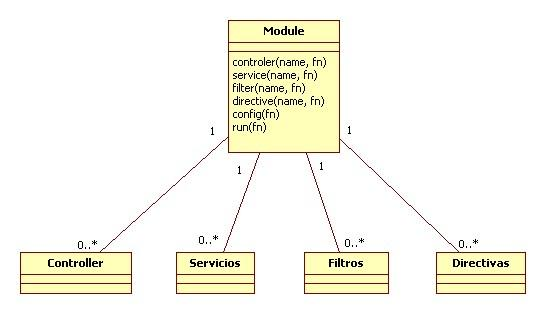 Module
controler(name, fn)
service(name, fn)
filter(name, fn)
directive(name, fn)
config(fn)
run(fn)
1
1
1
1
0..*
0..*
0..*
0..*
Controller
Servicios
Filtros
Directivas